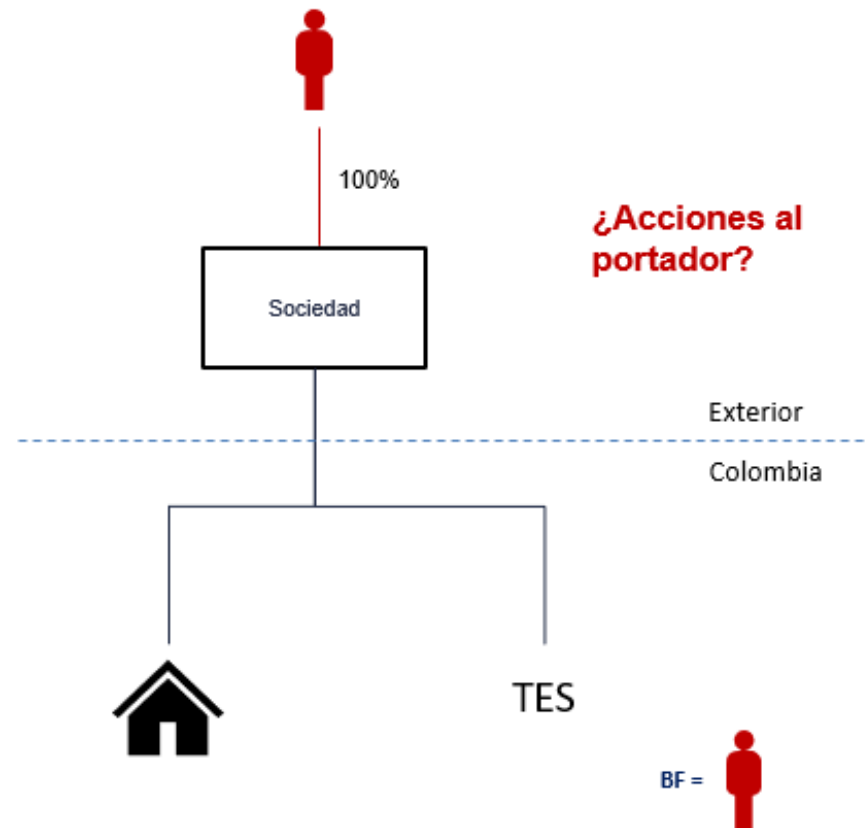 100%
¿Acciones al
portador?
Sociedad
Exterior
Colombia
TES
BF =